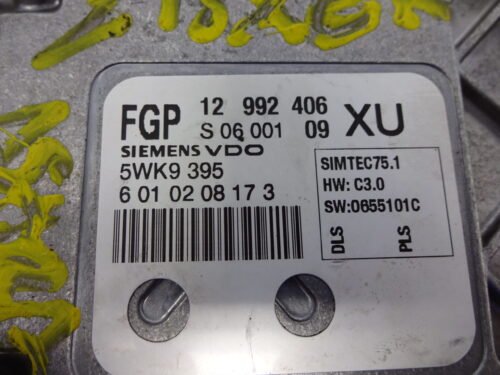 FGP 12 992 406 XU
S 06 001 09
SIEMENS VDO
5WK9 395
6 01 02 08 17 3
SIMTEC75.1
HW: C3.0
SW:0655101C
DLS
PLS